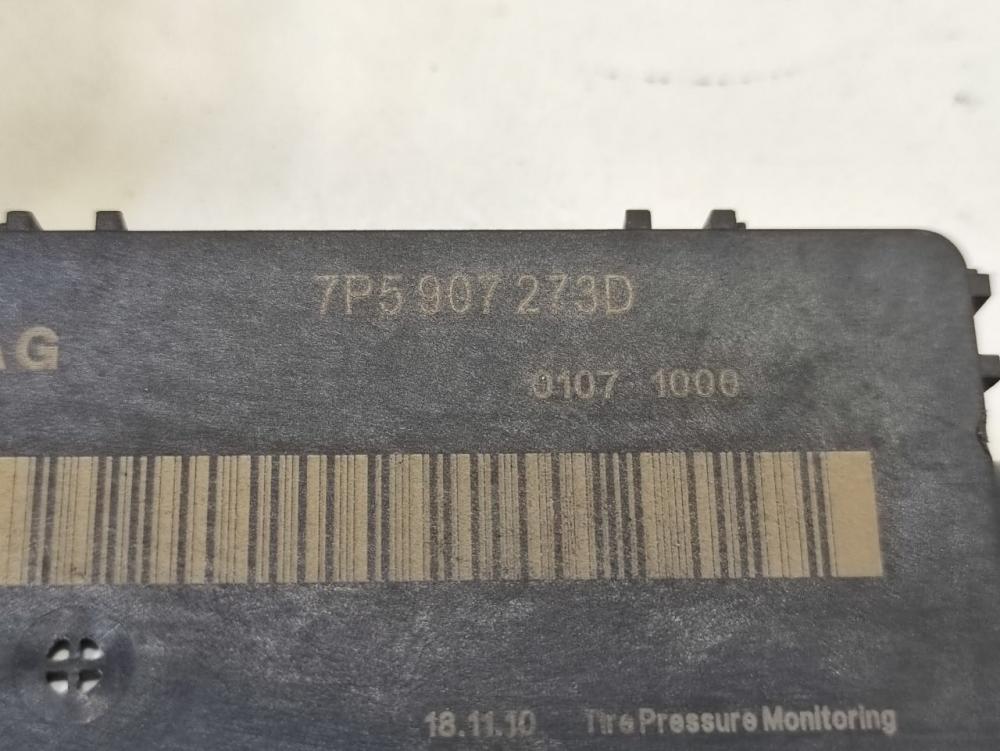 7P5 907 273D
AG
0107 1000
18.11.10 Tire Pressure Monitoring